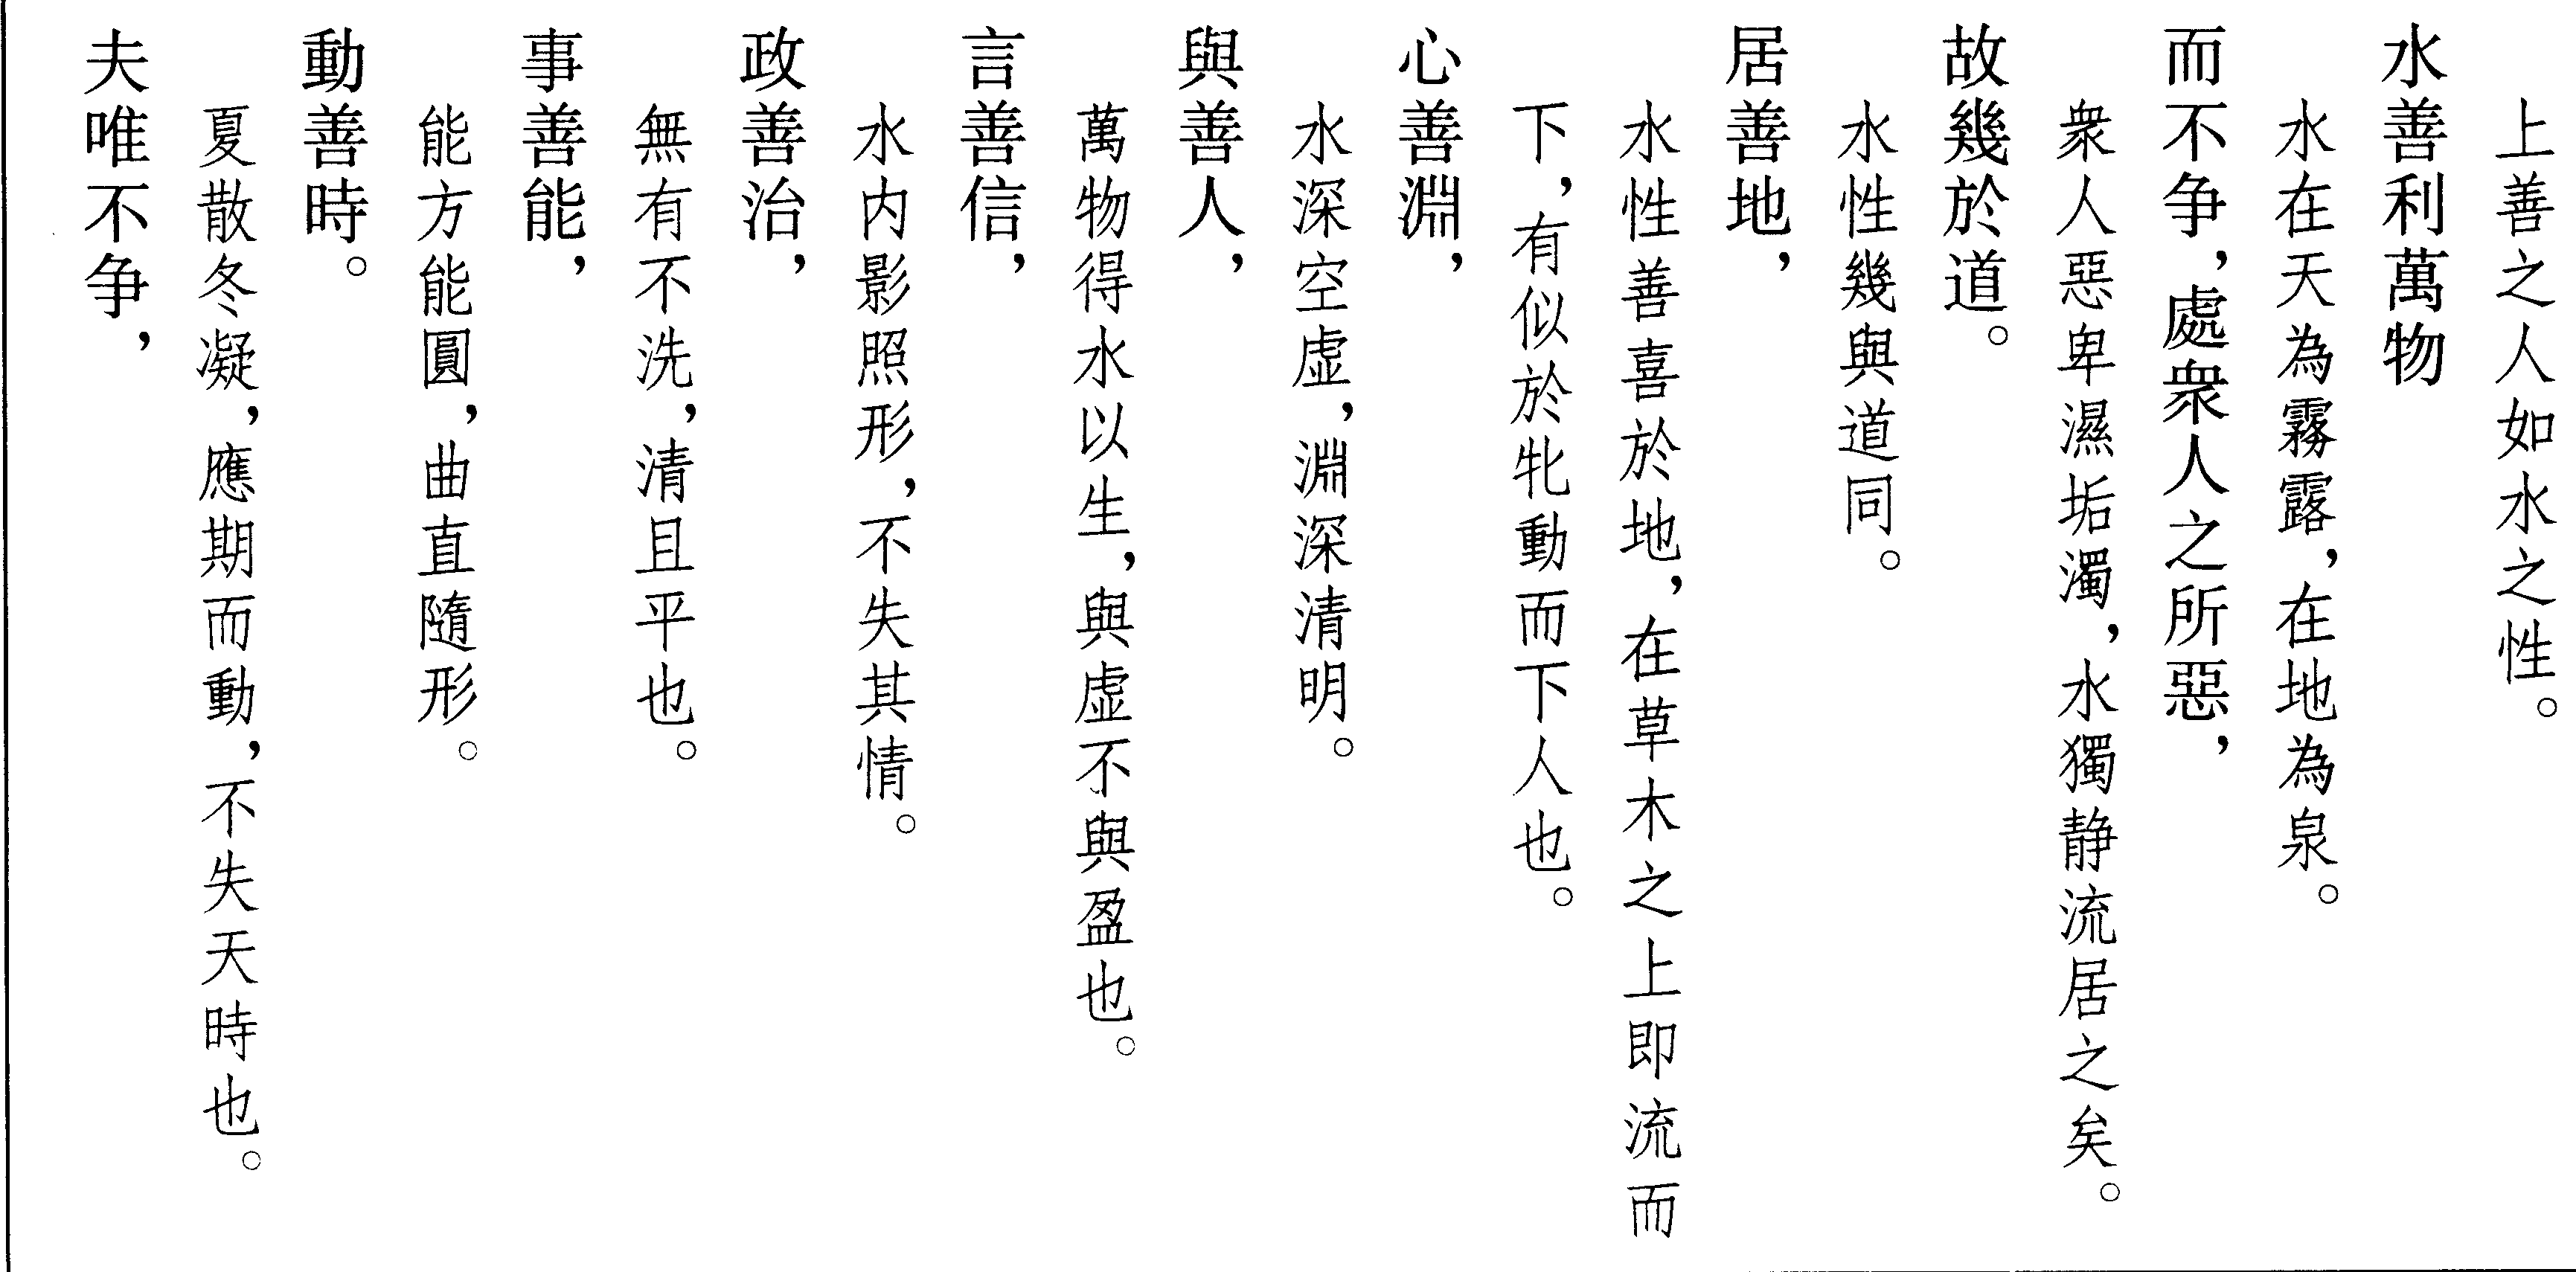 上善之人如水之性。
水善利萬物
水在天為霧露，在地為泉。
而不争，處衆人之所惡，
衆人惡卑濕垢濁，水獨静流居之矣。
故幾於道。
水性幾與道同。
居善地，
水性善喜於地，在草木之上即流而
下，有似於牝動而下人也。
心善淵，
水深空虚，淵深清明。
與善人，
萬物得水以生，與虚不與盈也。
言善信，
水内影照形，不失其情。
政善治，
無有不洗，清且平也。
事善能，
能方能圓，曲直隨形。
動善時。
夏散冬凝，應期而動，不失天時也。
夫唯不争，